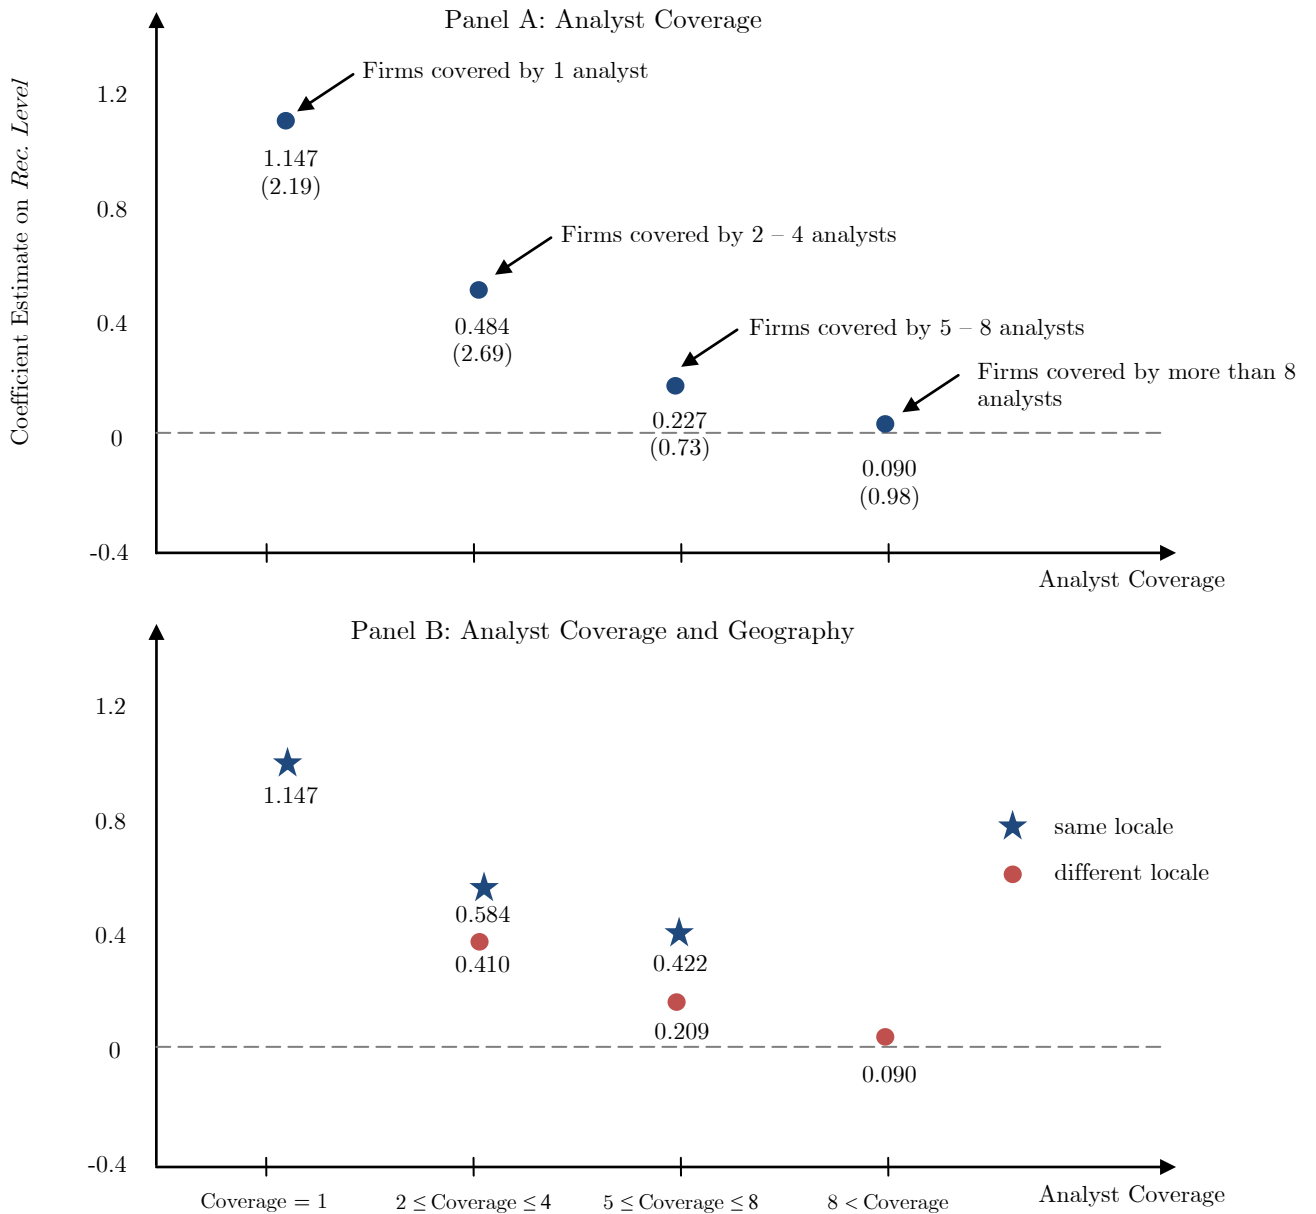 Panel A: Analyst Coverage
Coefficient Estimate on Rec. Level
1.2
0.8
0.4
0
-0.4
Firms covered by 1 analyst
1.147
(2.19)
Firms covered by 2 – 4 analysts
0.484
(2.69)
Firms covered by 5 – 8 analysts
0.227
(0.73)
Firms covered by more than 8
analysts
0.090
(0.98)
Analyst Coverage
Panel B: Analyst Coverage and Geography
1.2
0.8
0.4
0
-0.4
1.147
0.584
0.410
0.422
0.209
0.090
same locale
different locale
Coverage = 1
2 ≤ Coverage ≤ 4
5 ≤ Coverage ≤ 8
8 < Coverage
Analyst Coverage